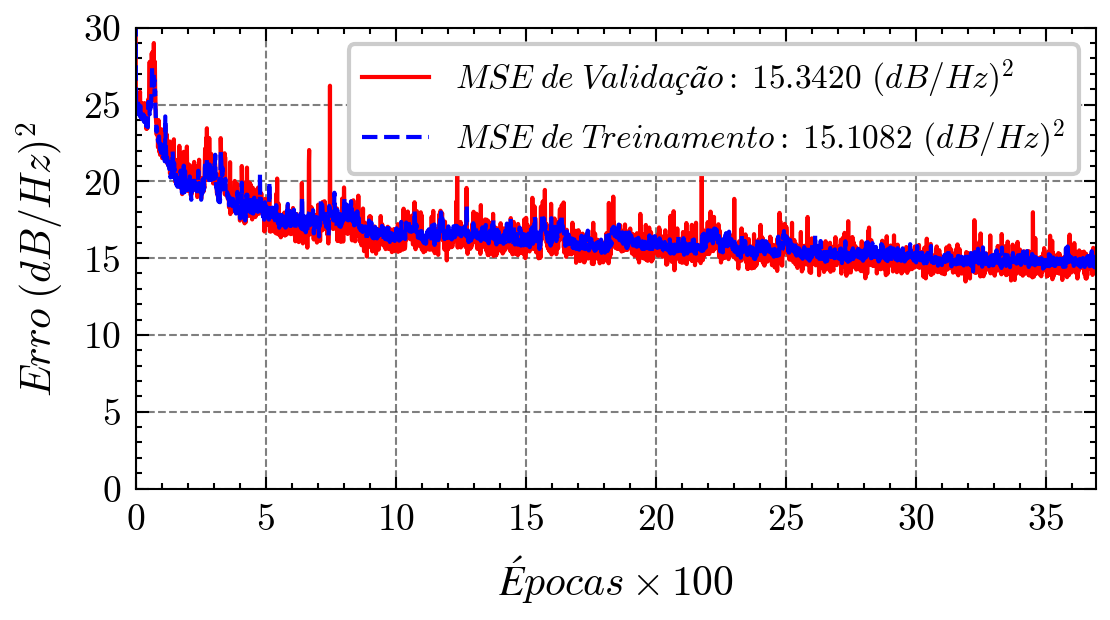 30
25
20
15
10
5
0
Erro (dB/Hz)²
MSE de Validação: 15.3420 (dB/Hz)²
MSE de Treinamento: 15.1082 (dB/Hz)²
0 5 10 15 20 25 30 35
Épocas × 100